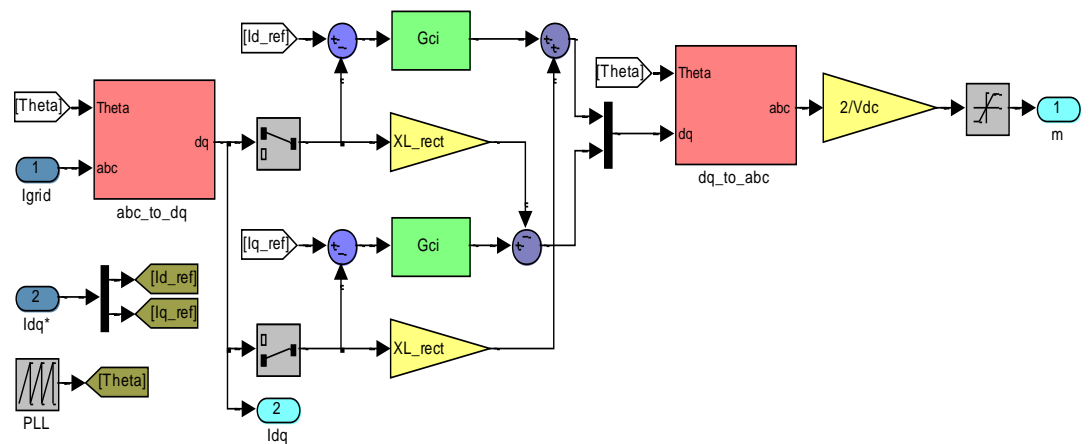 [Id_ref]
Gci
[Theta]
Theta
abc
dq
dq_to_abc
2/Vdc
1
m
[Theta]
Theta
dq
1
abc
Igrid
abc_to_dq
XL_rect
[Iq_ref]
Gci
2
Idq*
[Id_ref]
[Iq_ref]
XL_rect
[Theta]
PLL
2
Idq